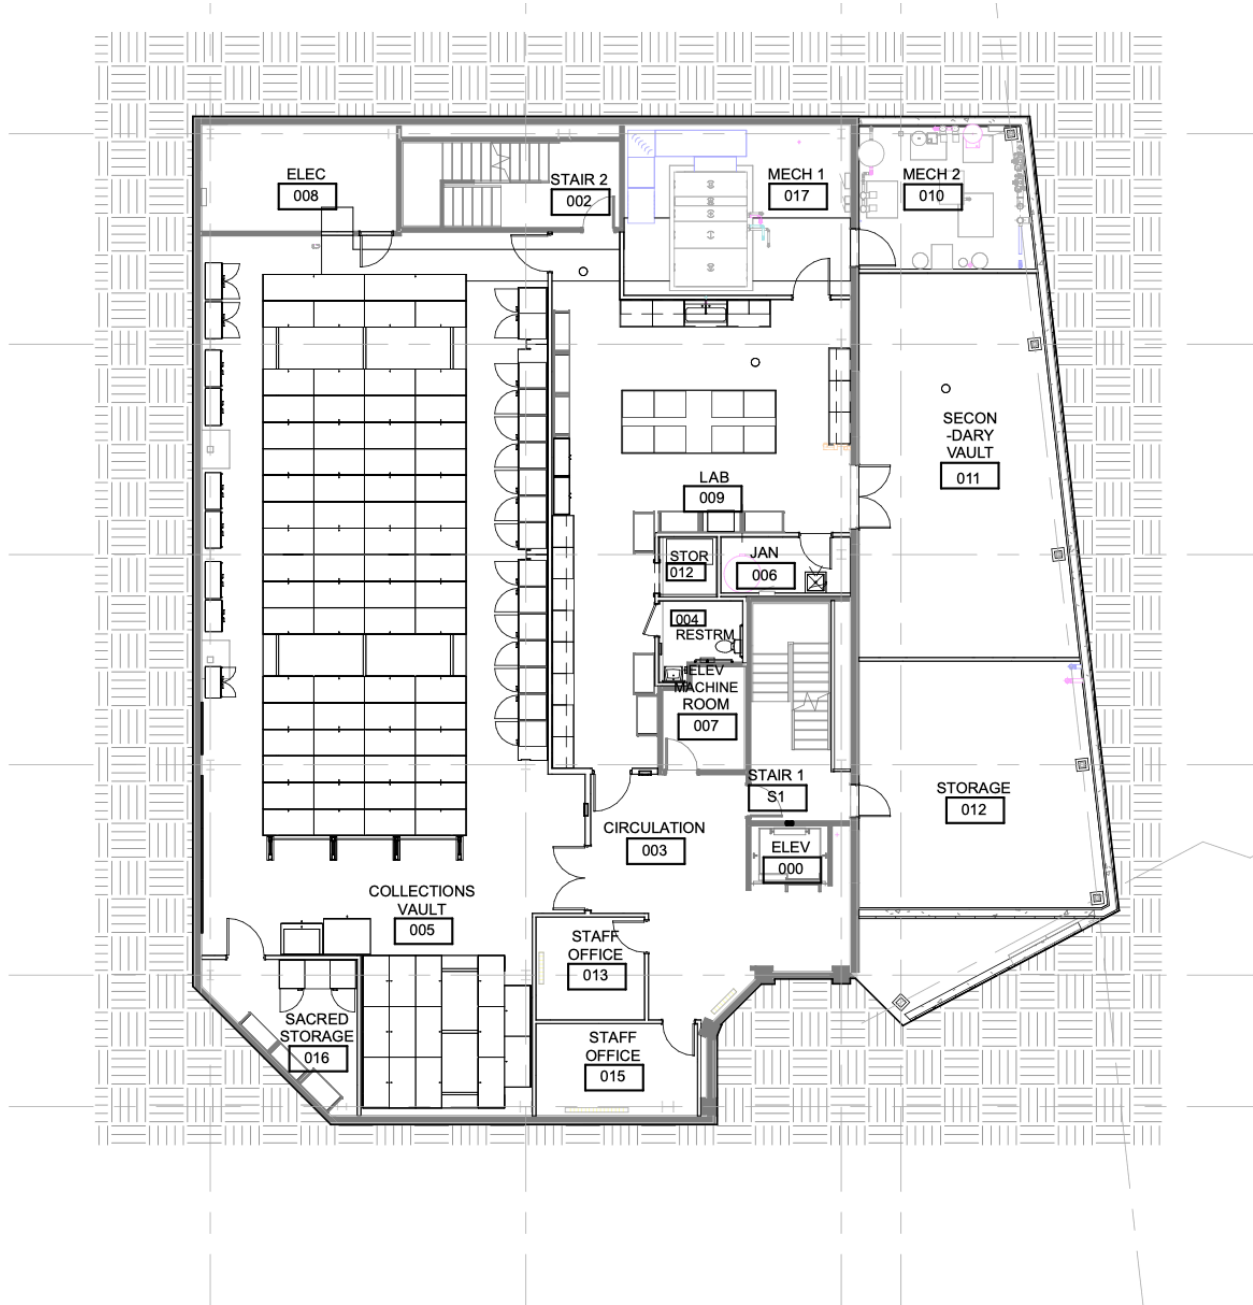 ELEC
008
STAIR 2
002
MECH 1
017
MECH 2
010
SECON
-DARY
VAULT
011
LAB
009
STOR
012
JAN
006
004
RESTRM
ELEV
MACHINE
ROOM
007
STAIR 1
S1
STORAGE
012
CIRCULATION
003
ELEV
000
COLLECTIONS
VAULT
005
STAFF
OFFICE
013
SACRED
STORAGE
016
STAFF
OFFICE
015